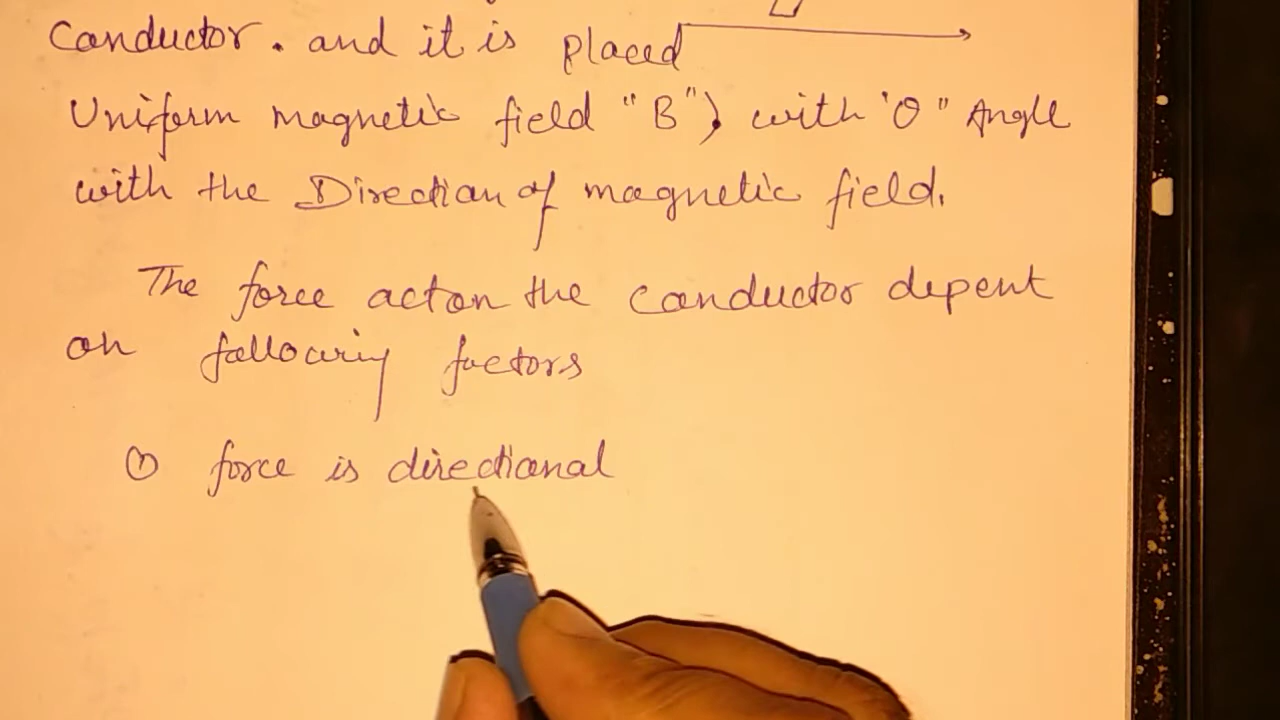 Conductor. and it is placed
Uniform magnetic field "B") with 'θ" Angle
with the Direction of magnetic field.
The force act on the conductor depent
on following factors
① force is directional